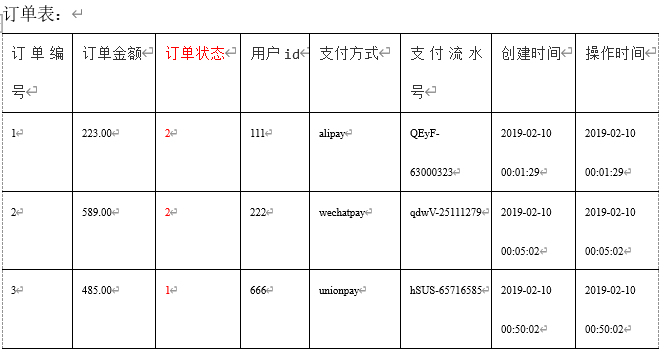 订单表：
订单编号 订单金额 订单状态 用户 id 支付方式 支付流水号 创建时间 操作时间
1 223.00 2 111 alipay QEyF-63000323 2019-02-10 00:01:29 2019-02-10 00:01:29
2 589.00 2 222 wechatpay qdwV-25111279 2019-02-10 00:05:02 2019-02-10 00:05:02
3 485.00 1 666 unionpay hSUS-65716585 2019-02-10 00:50:02 2019-02-10 00:50:02